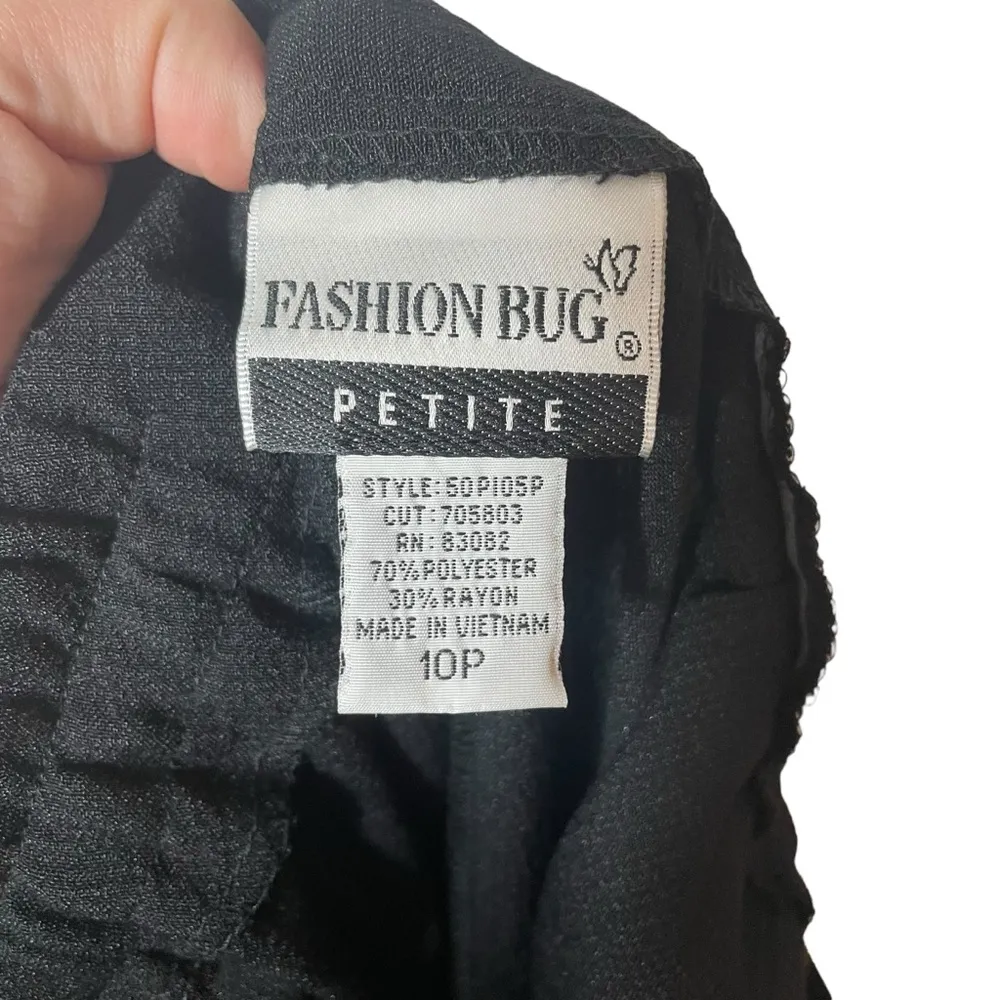 FASHION BUG ®
PETITE
STYLE:50P105P
CUT:705803
RN:83082
70%POLYESTER
30%RAYON
MADE IN VIETNAM
10P